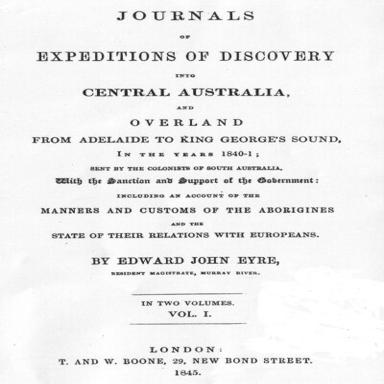 JOURNALS
OF
EXPEDITIONS OF DISCOVERY
INTO
CENTRAL AUSTRALIA,
AND
OVERLAND
FROM ADELAIDE TO KING GEORGE'S SOUND,
IN THE YEARS 1840-1;
SENT BY THE COLONISTS OF SOUTH AUSTRALIA,
With the Sanction and Support of the Government:
INCLUDING AN ACCOUNT OF THE
MANNERS AND CUSTOMS OF THE ABORIGINES
AND THE
STATE OF THEIR RELATIONS WITH EUROPEANS.
BY EDWARD JOHN EYRE,
RESIDENT MAGISTRATE, MURRAY RIVER.
IN TWO VOLUMES.
VOL. I.
LONDON:
T. AND W. BOONE, 29, NEW BOND STREET.
1845.